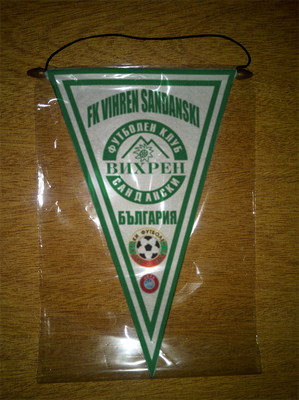 FK VIHREN SANDANSKI
ФУТБОЛЕН КЛУБ
ВИХРЕН
САНДАНСКИ
БЪЛГАРИЯ